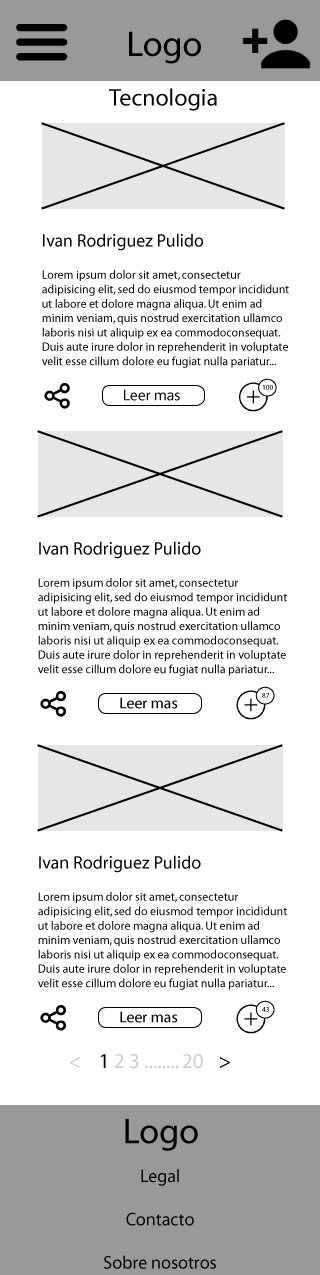 Logo
Tecnologia
Ivan Rodriguez Pulido
Lorem ipsum dolor sit amet, consectetur
adipisicing elit, sed do eiusmod tempor incididunt
ut labore et dolore magna aliqua. Ut enim ad
minim veniam, quis nostrud exercitation ullamco
laboris nisi ut aliquip ex ea commodoconsequat.
Duis aute irure dolor in reprehenderit in voluptate
velit esse cillum dolore eu fugiat nulla pariatur...
Leer mas
100
Ivan Rodriguez Pulido
Lorem ipsum dolor sit amet, consectetur
adipisicing elit, sed do eiusmod tempor incididunt
ut labore et dolore magna aliqua. Ut enim ad
minim veniam, quis nostrud exercitation ullamco
laboris nisi ut aliquip ex ea commodoconsequat.
Duis aute irure dolor in reprehenderit in voluptate
velit esse cillum dolore eu fugiat nulla pariatur...
Leer mas
87
Ivan Rodriguez Pulido
Lorem ipsum dolor sit amet, consectetur
adipisicing elit, sed do eiusmod tempor incididunt
ut labore et dolore magna aliqua. Ut enim ad
minim veniam, quis nostrud exercitation ullamco
laboris nisi ut aliquip ex ea commodoconsequat.
Duis aute irure dolor in reprehenderit in voluptate
velit esse cillum dolore eu fugiat nulla pariatur...
Leer mas
43
< 1 2 3 ........ 20 >
Logo
Legal
Contacto
Sobre nosotros